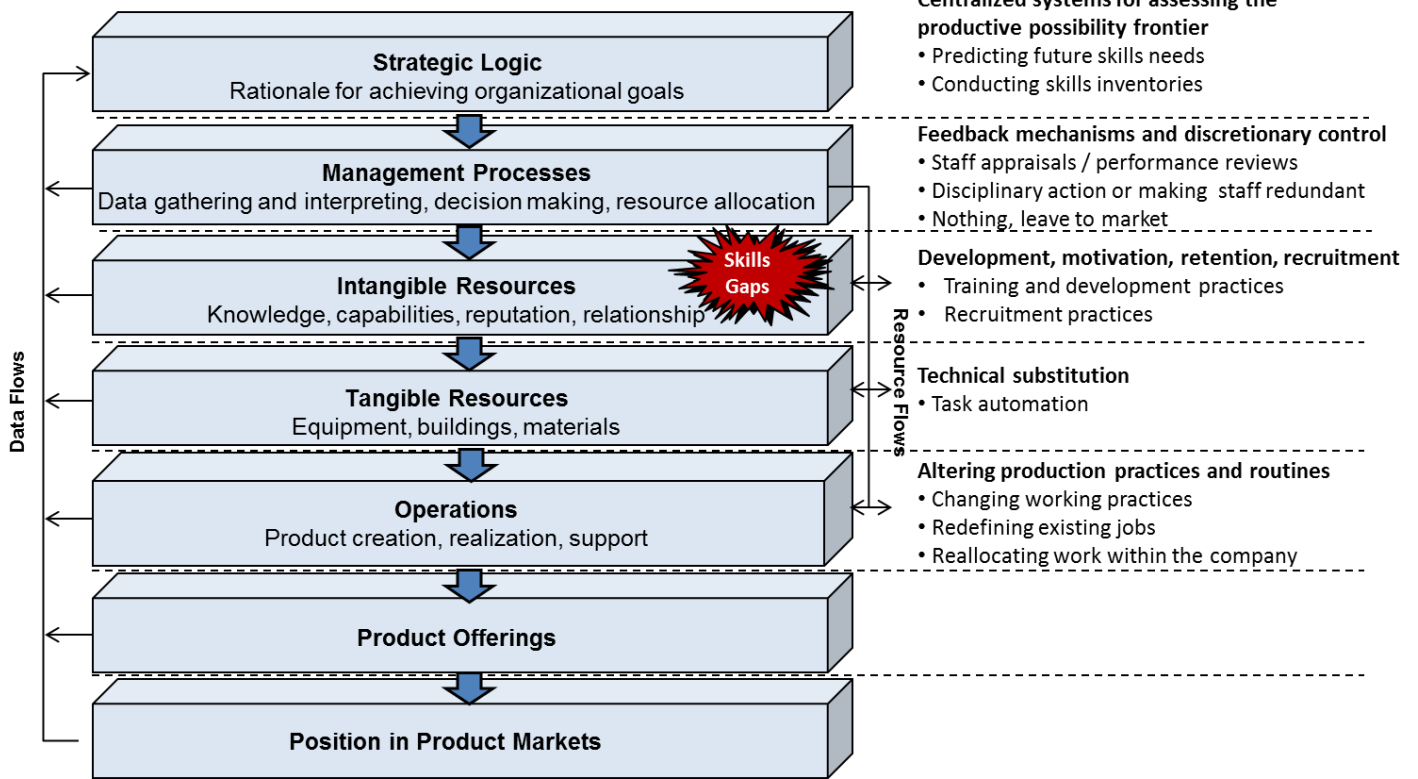 Centralized systems for assessing the
productive possibility frontier
• Predicting future skills needs
• Conducting skills inventories
Strategic Logic
Rationale for achieving organizational goals
Feedback mechanisms and discretionary control
• Staff appraisals / performance reviews
• Disciplinary action or making staff redundant
• Nothing, leave to market
Management Processes
Data gathering and interpreting, decision making, resource allocation
Skills
Gaps
Development, motivation, retention, recruitment
• Training and development practices
• Recruitment practices
Intangible Resources
Knowledge, capabilities, reputation, relationship
Data Flows
Resource Flows
Technical substitution
• Task automation
Tangible Resources
Equipment, buildings, materials
Altering production practices and routines
• Changing working practices
• Redefining existing jobs
• Reallocating work within the company
Operations
Product creation, realization, support
Product Offerings
Position in Product Markets